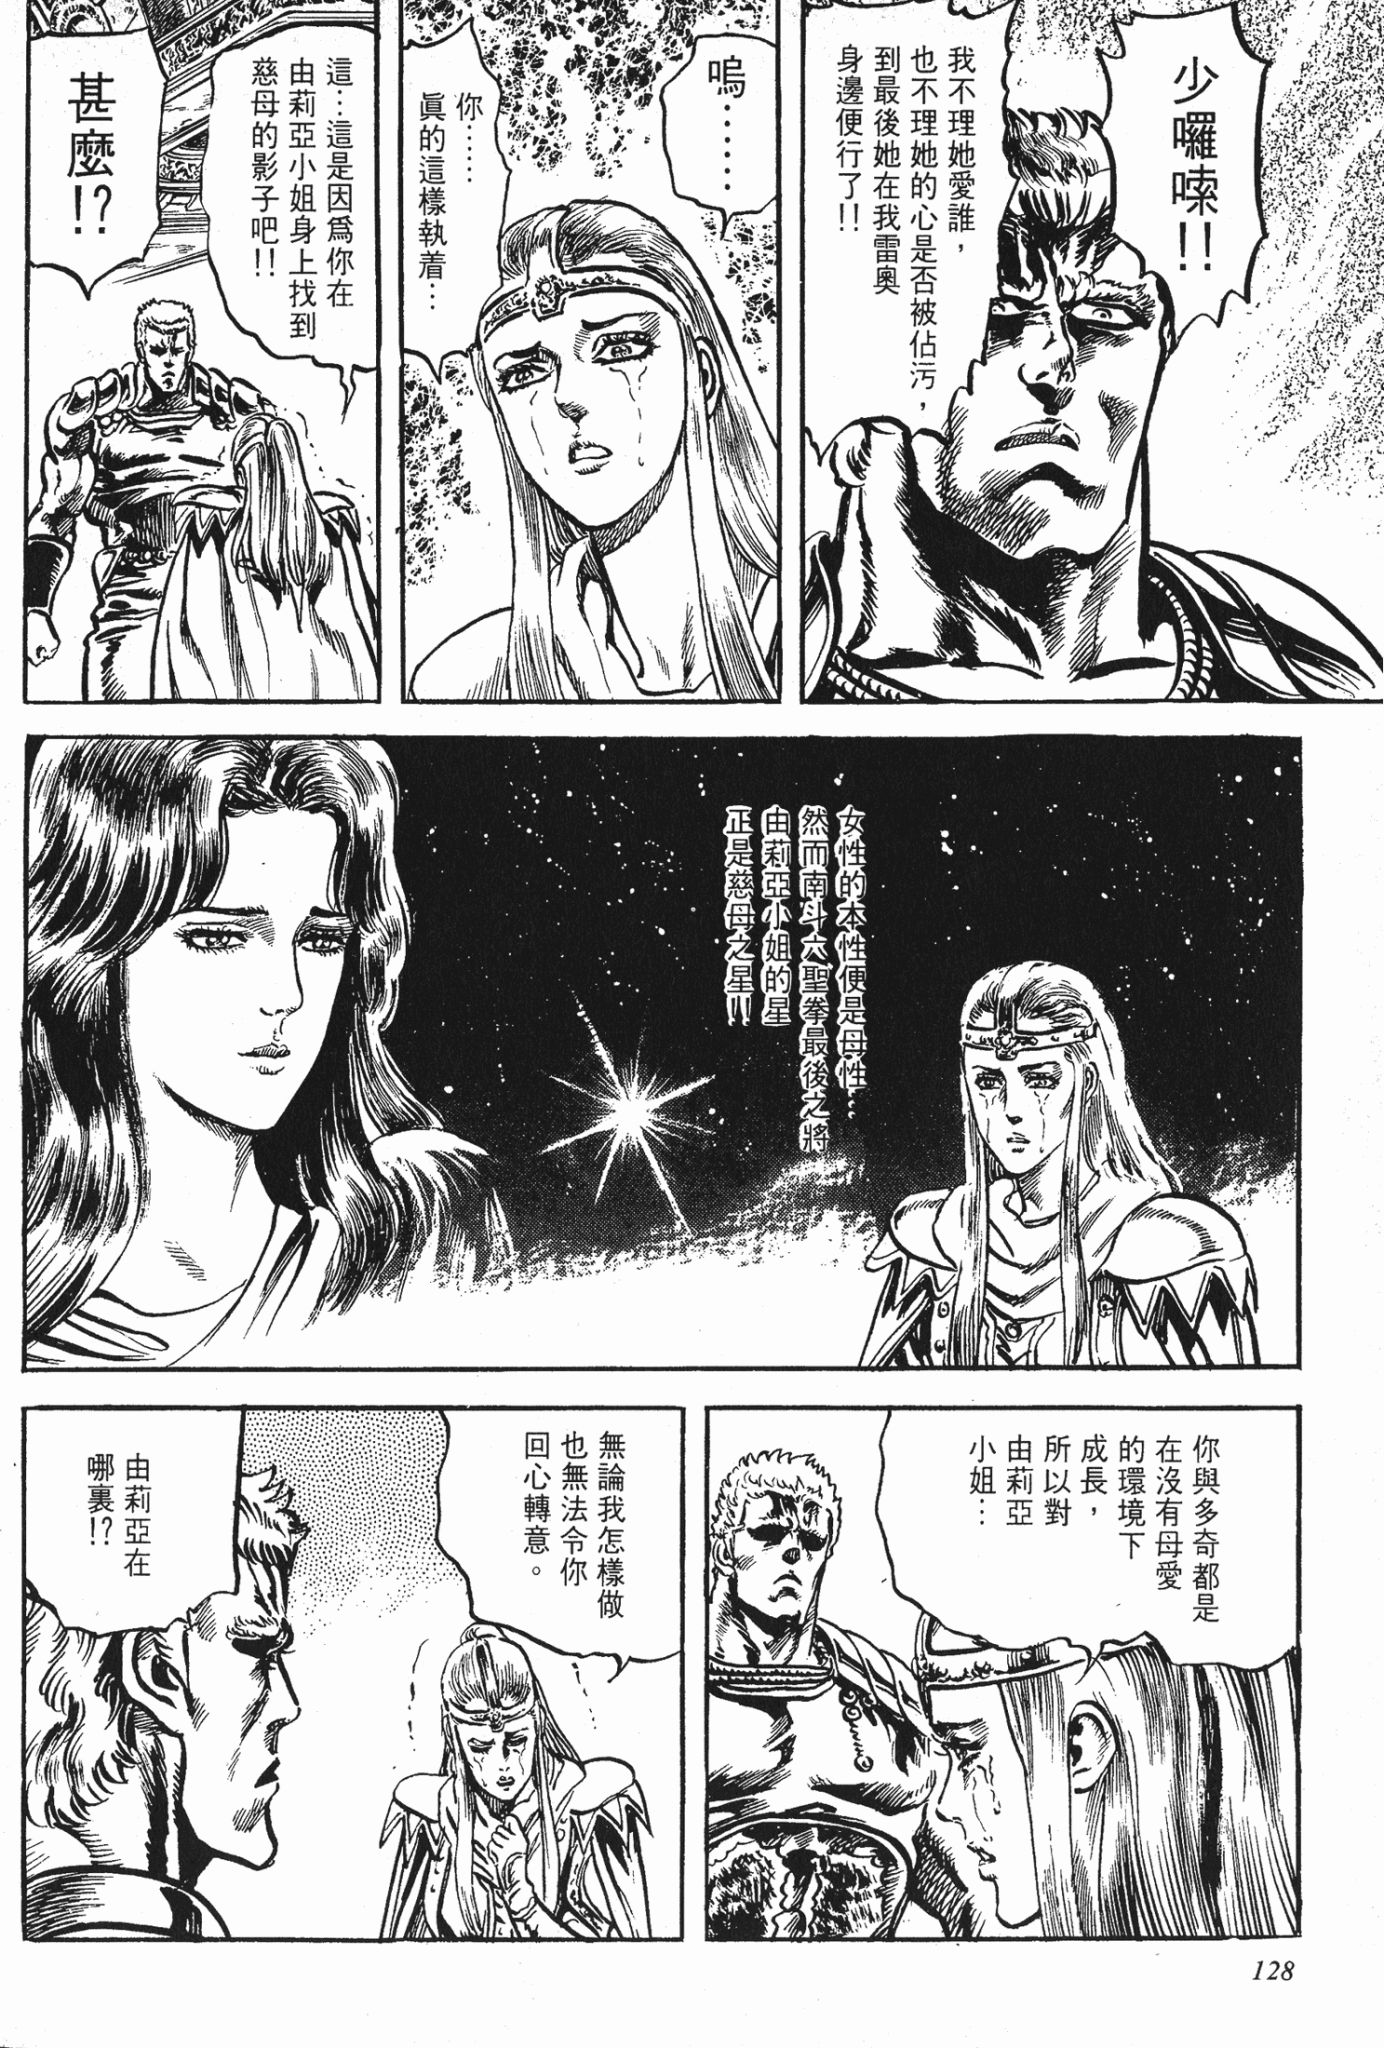 少囉嗦!!
我不理她愛誰，
也不理她的心是否被佔污，
到最後她在我雷奧
身邊便行了!!
嗚……
你……
眞的這樣執着…
這…這是因爲你在
由莉亞小姐身上找到
慈母的影子吧!!
甚麼!?
女性的本性便是母性…
然而南斗六聖拳最後之將
由莉亞小姐的星
正是慈母之星!!
你與多奇都是
在沒有母愛
的環境下
成長，
所以對
由莉亞
小姐…
無論我怎樣做
也無法令你
回心轉意。
由莉亞在
哪裏!?
128